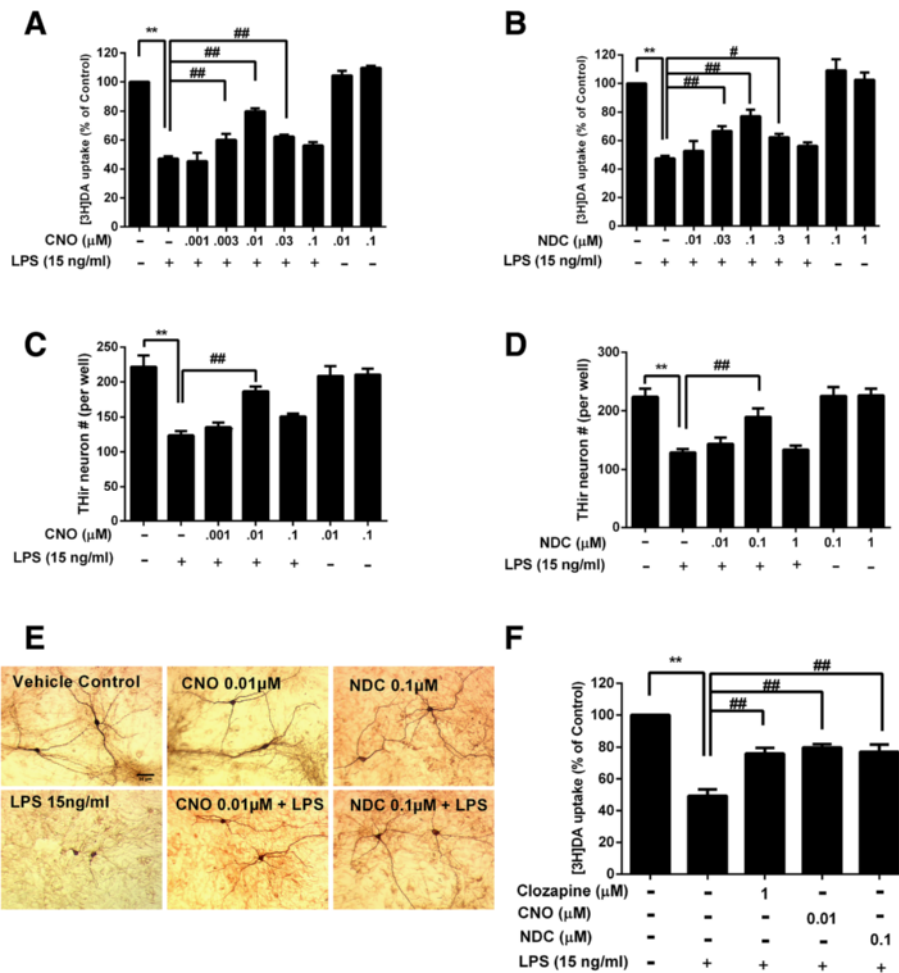 A
**
##
##
##
[3H]DA uptake (% of Control)
120
100
80
60
40
20
0
CNO (μM) - - .001 .003 .01 .03 .1 .01 .1
LPS (15 ng/ml) - + + + + + + - -
B
**
#
##
##
[3H]DA uptake (% of Control)
120
100
80
60
40
20
0
NDC (μM) - - .01 .03 .1 .3 1 .1 1
LPS (15 ng/ml) - + + + + + + - -
C
**
##
THir neuron # (per well)
250
200
150
100
50
0
CNO (μM) - - .001 .01 .1 .01 .1
LPS (15 ng/ml) - + + + + - -
D
**
##
THir neuron # (per well)
300
200
100
0
NDC (μM) - - .01 0.1 1 0.1 1
LPS (15 ng/ml) - + + + + - -
E
Vehicle Control
CNO 0.01μM
NDC 0.1μM
LPS 15ng/ml
CNO 0.01μM + LPS
NDC 0.1μM + LPS
F
**
##
##
##
[3H]DA uptake (% of Control)
120
100
80
60
40
20
0
Clozapine (μM) - - 1 - -
CNO (μM) - - - 0.01 -
NDC (μM) - - - - 0.1
LPS (15 ng/ml) - + + + +